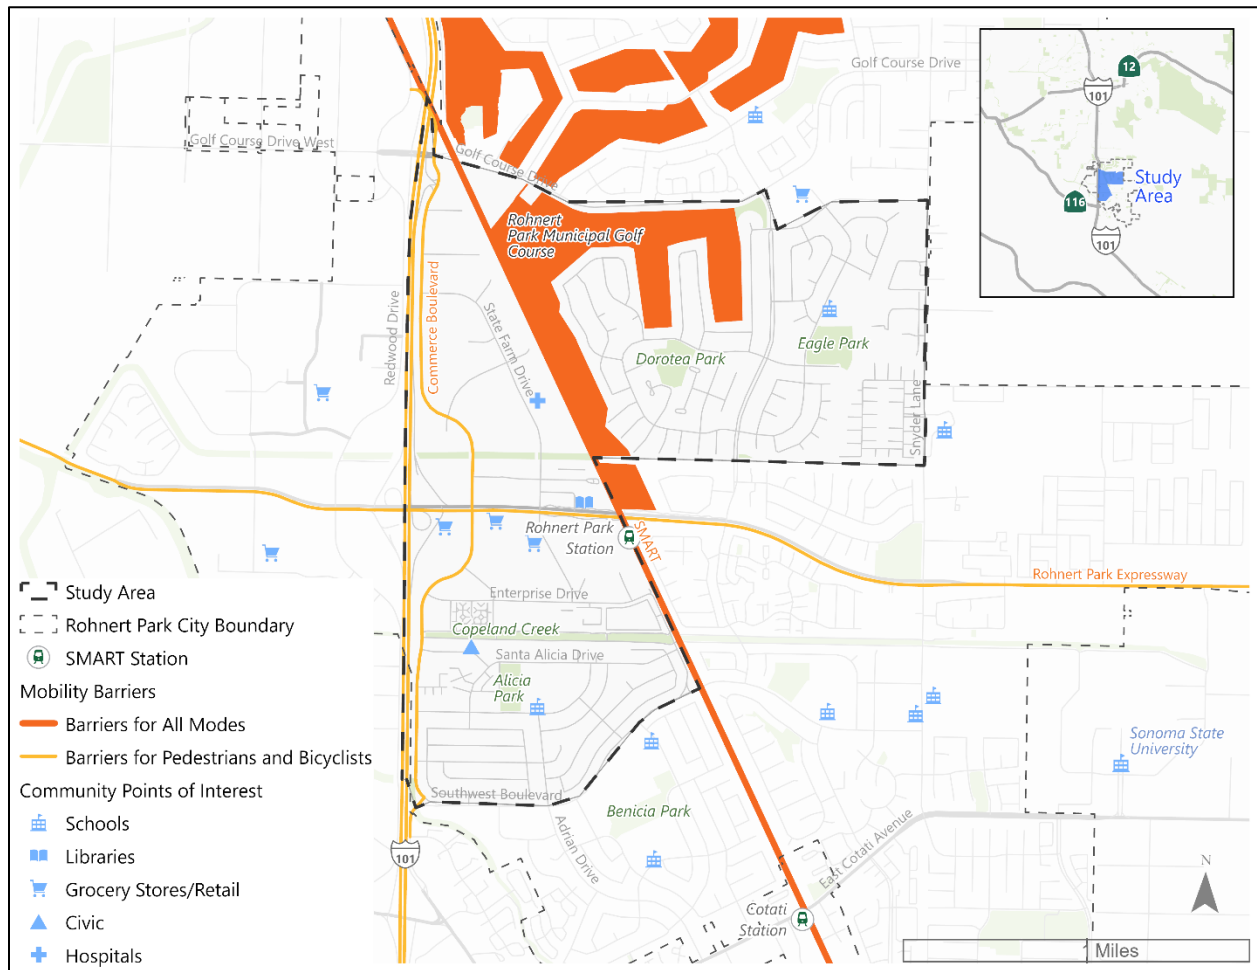 Golf Course Drive
12
101
Study
Area
116
101
Golf Course Drive West
Golf Course Drive
Rohnert
Park Municipal Golf
Course
Redwood Drive
Commerce Boulevard
State Farm Drive
Dorotea Park
Eagle Park
Snyder Lane
Rohnert Park
Station
SMART
Rohnert Park Expressway
Enterprise Drive
Copeland Creek
Santa Alicia Drive
Alicia
Park
Sonoma State
University
Southwest Boulevard
Benicia Park
Adrian Drive
101
East Cotati Avenue
Cotati
Station
N
Miles
Study Area
Rohnert Park City Boundary
SMART Station
Mobility Barriers
Barriers for All Modes
Barriers for Pedestrians and Bicyclists
Community Points of Interest
Schools
Libraries
Grocery Stores/Retail
Civic
Hospitals